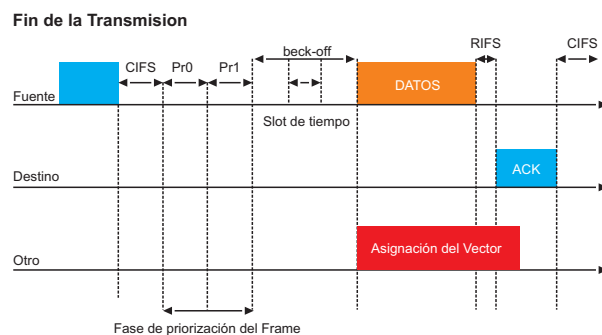 Fin de la Transmision
beck-off
RIFS
CIFS
CIFS
Pr0
Pr1
Fuente
DATOS
Slot de tiempo
Destino
ACK
Otro
Asignación del Vector
Fase de priorización del Frame